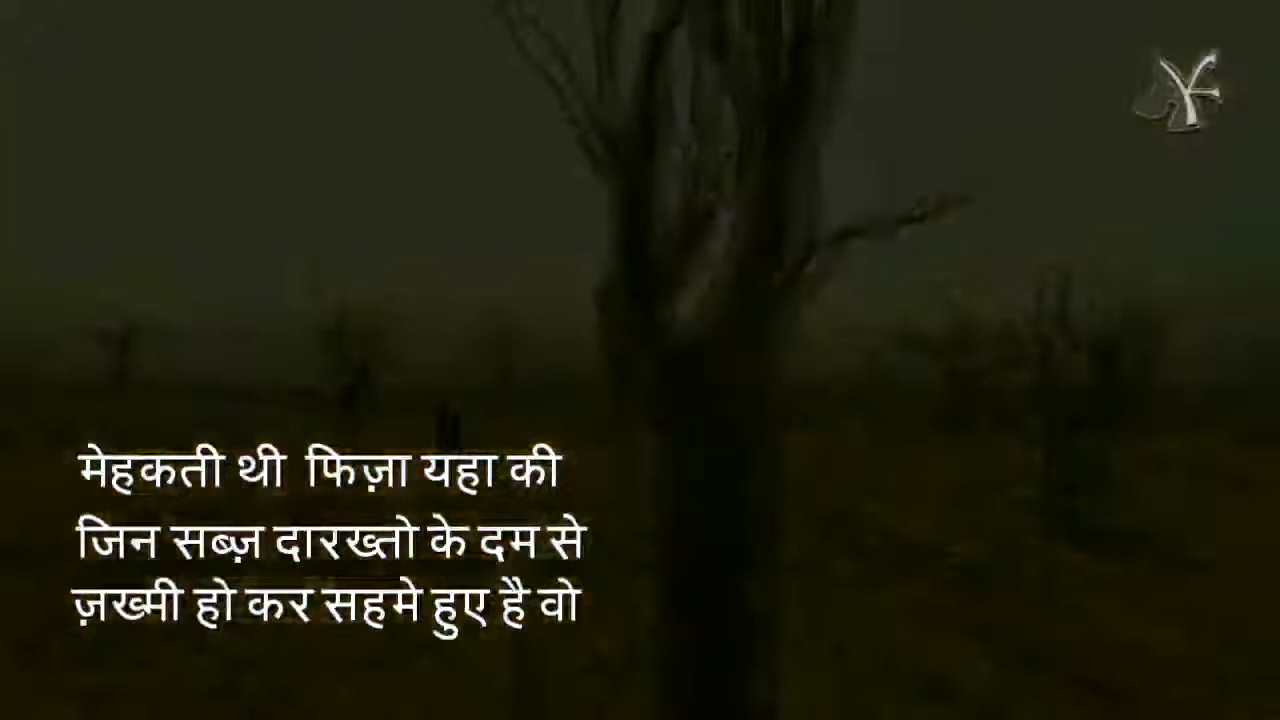 मेहकती थी फिज़ा यहा की
जिन सब्ज़ दारख्तो के दम से
ज़ख्मी हो कर सहमे हुए है वो